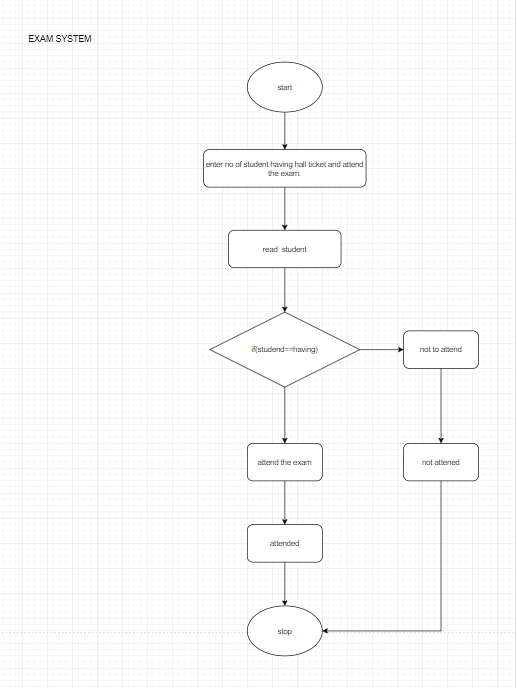 EXAM SYSTEM
start
enter no of student having hall ticket and attend
the exam.
read student
if(studend==having)
not to attend
attend the exam
not attened
attended
stop